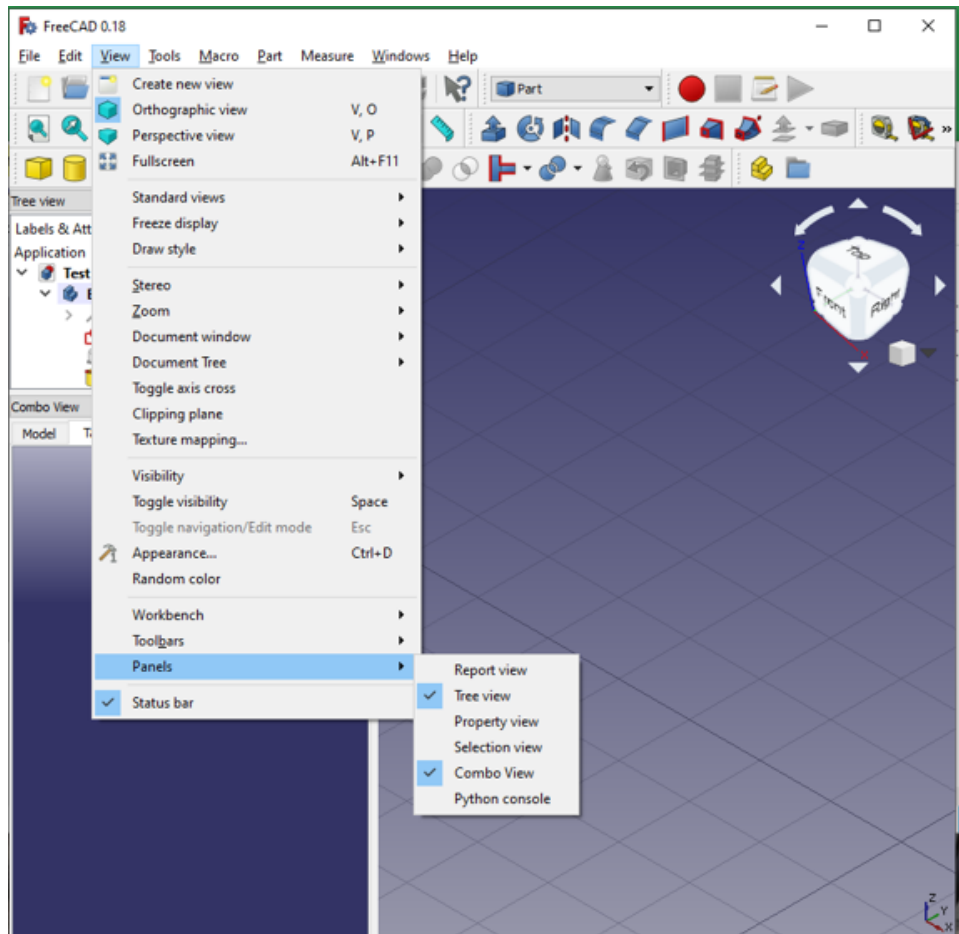 FreeCAD 0.18
File Edit View Tools Macro Part Measure Windows Help
Create new view
Part
Orthographic view V, O
Perspective view V, P
Fullscreen Alt+F11
»
Tree view
Standard views
Labels & Att
Freeze display
Application
Draw style
Test
Stereo
Zoom
Document window
Document Tree
Toggle axis cross
Combo View
Clipping plane
Model
Texture mapping...
Visibility
Toggle visibility Space
Toggle navigation/Edit mode Esc
Appearance... Ctrl+D
Random color
Workbench
Toolbars
Panels
Status bar
Report view
Tree view
Property view
Selection view
Combo View
Python console
Z
Top
Front
Right
Z
Y
X